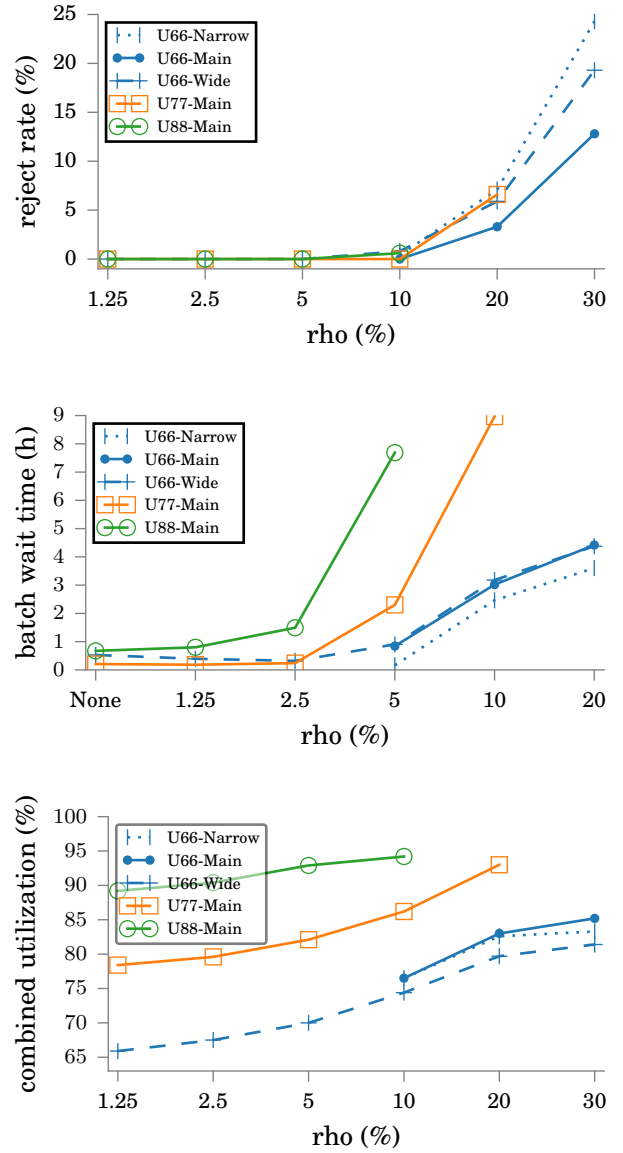 25
20
15
10
5
0
reject rate (%)
U66-Narrow
U66-Main
U66-Wide
U77-Main
U88-Main
1.25 2.5 5 10 20 30
rho (%)
9
8
7
6
5
4
3
2
1
0
batch wait time (h)
U66-Narrow
U66-Main
U66-Wide
U77-Main
U88-Main
None 1.25 2.5 5 10 20
rho (%)
100
95
90
85
80
75
70
65
combined utilization (%)
U66-Narrow
U66-Main
U66-Wide
U77-Main
U88-Main
1.25 2.5 5 10 20 30
rho (%)